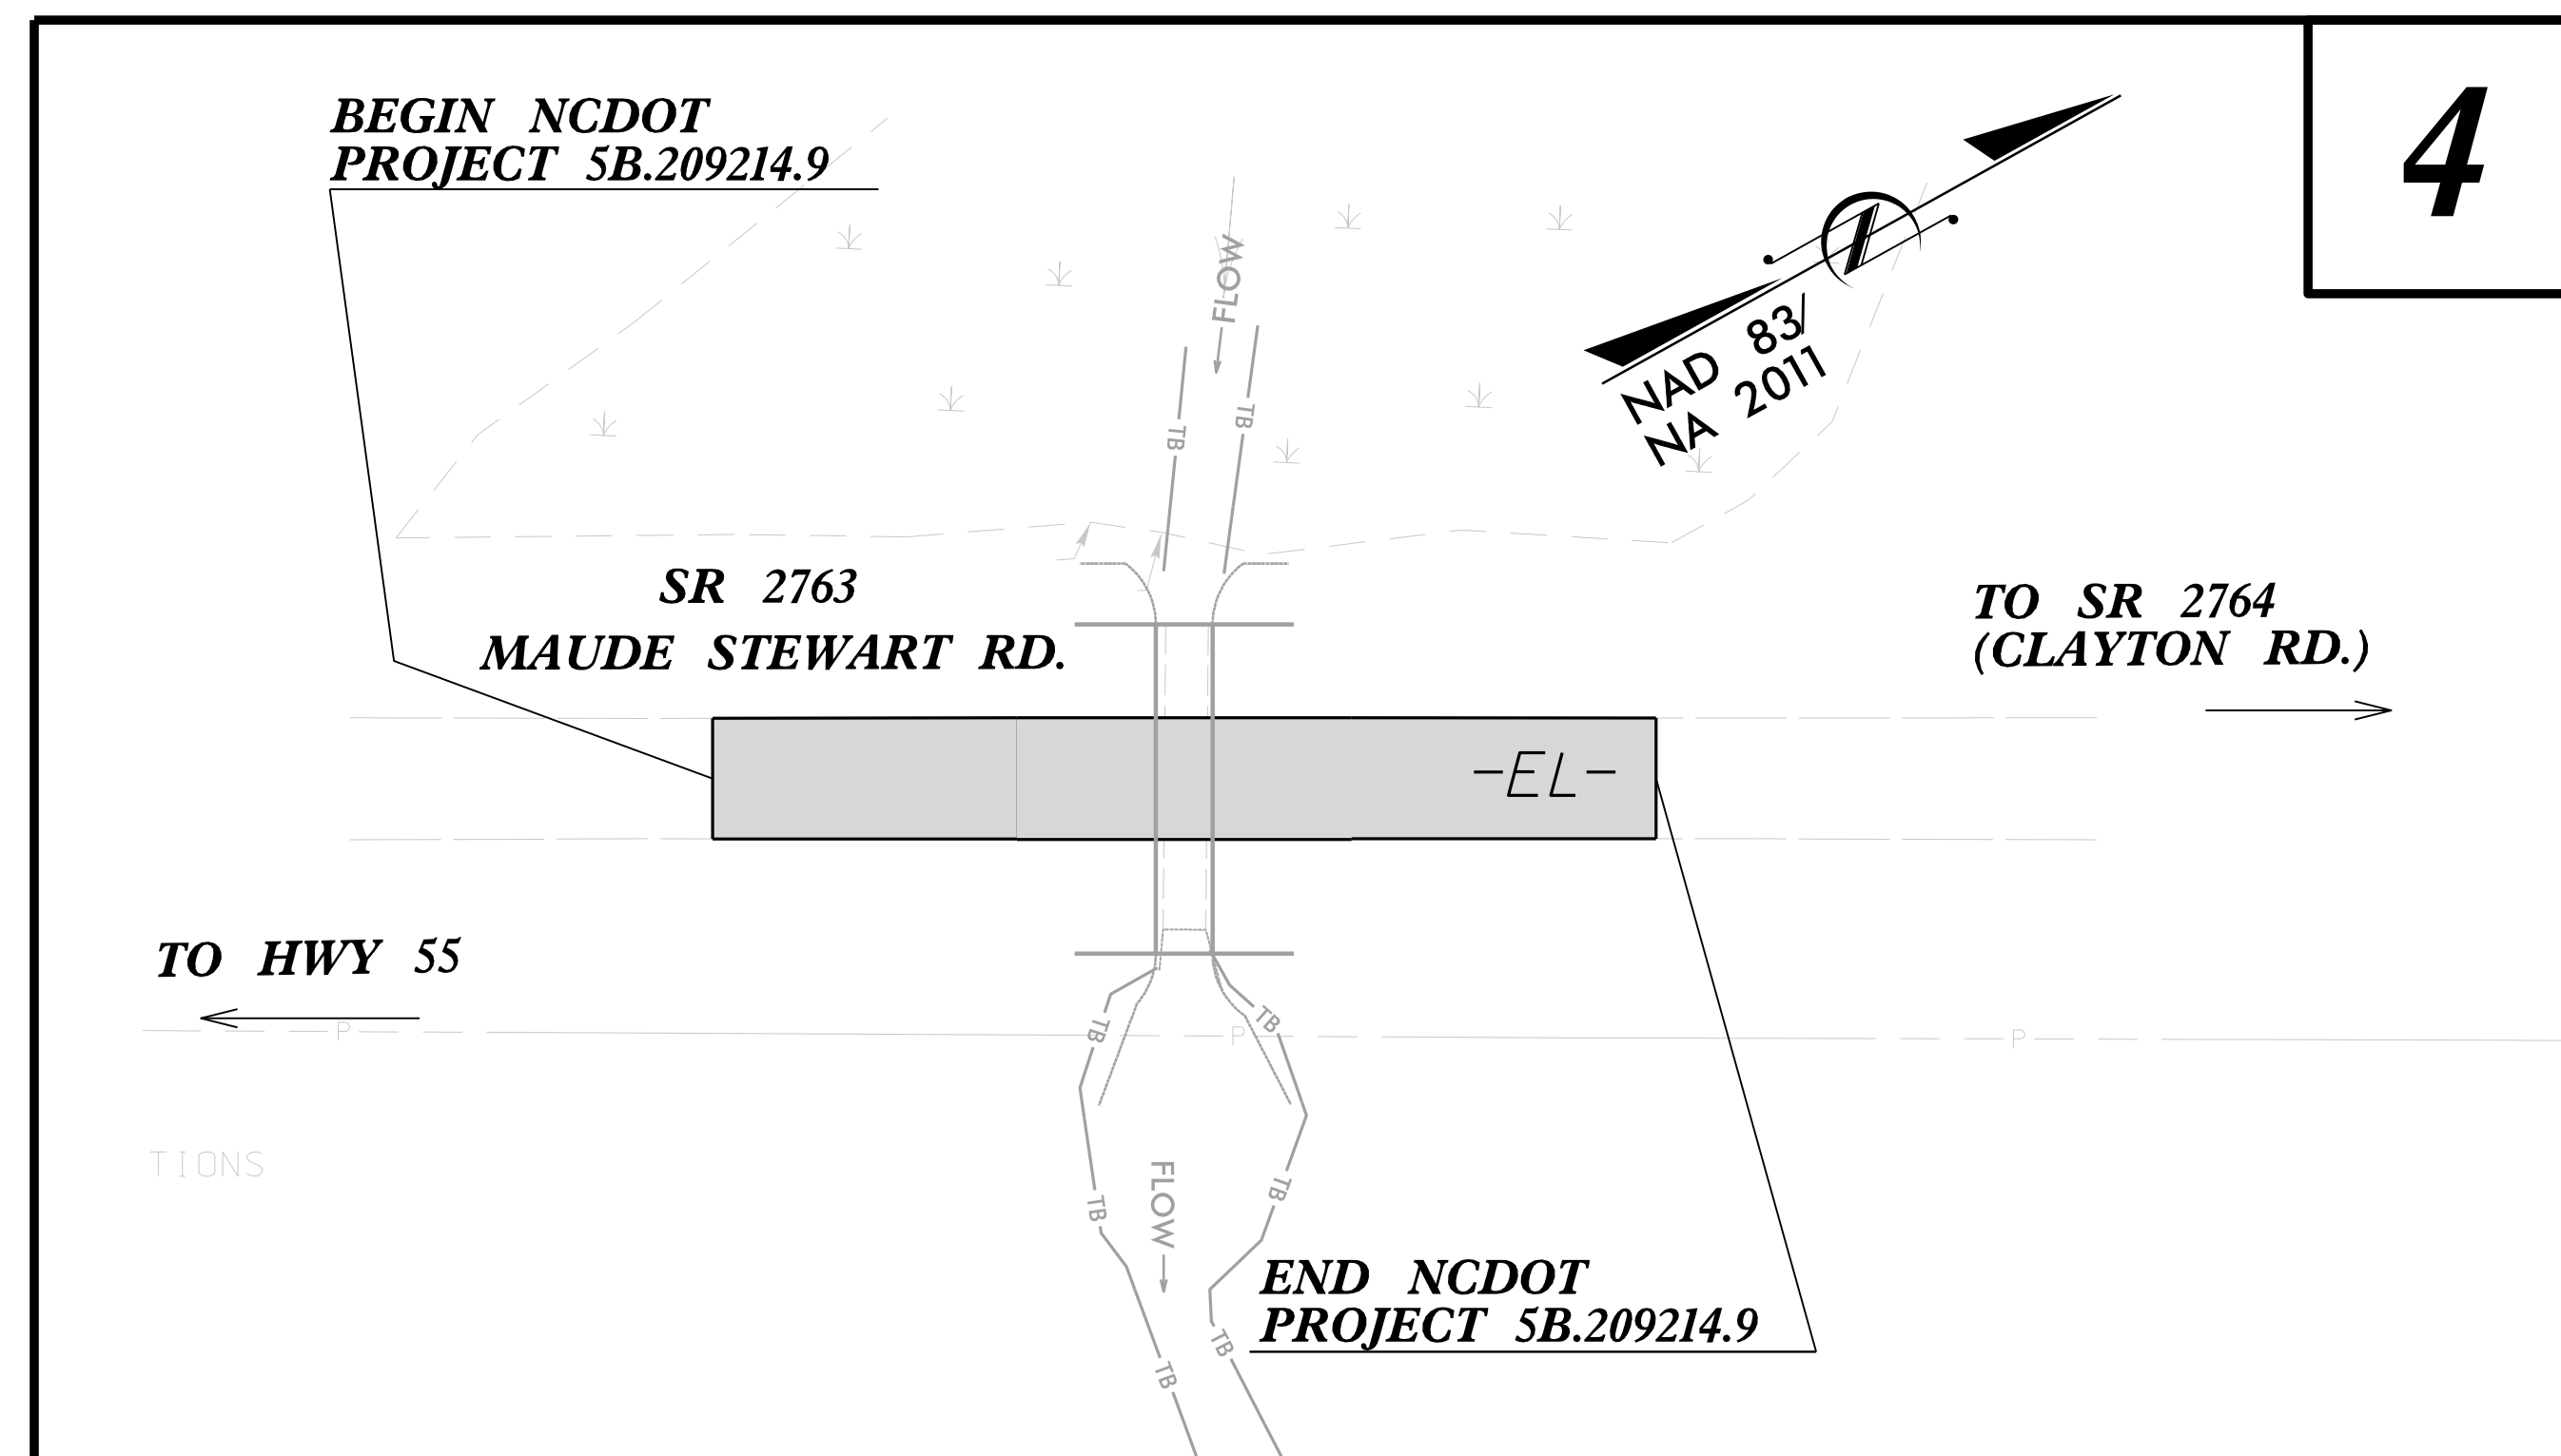 BEGIN NCDOT
PROJECT 5B.209214.9
4
FLOW
N
NAD 83/
NA 2011
TB
TB
SR 2763
MAUDE STEWART RD.
TO SR 2764
(CLAYTON RD.)
-EL-
TO HWY 55
P
P
P
TB
TB
TIONS
FLOW
TB
TB
END NCDOT
PROJECT 5B.209214.9
TB
TB